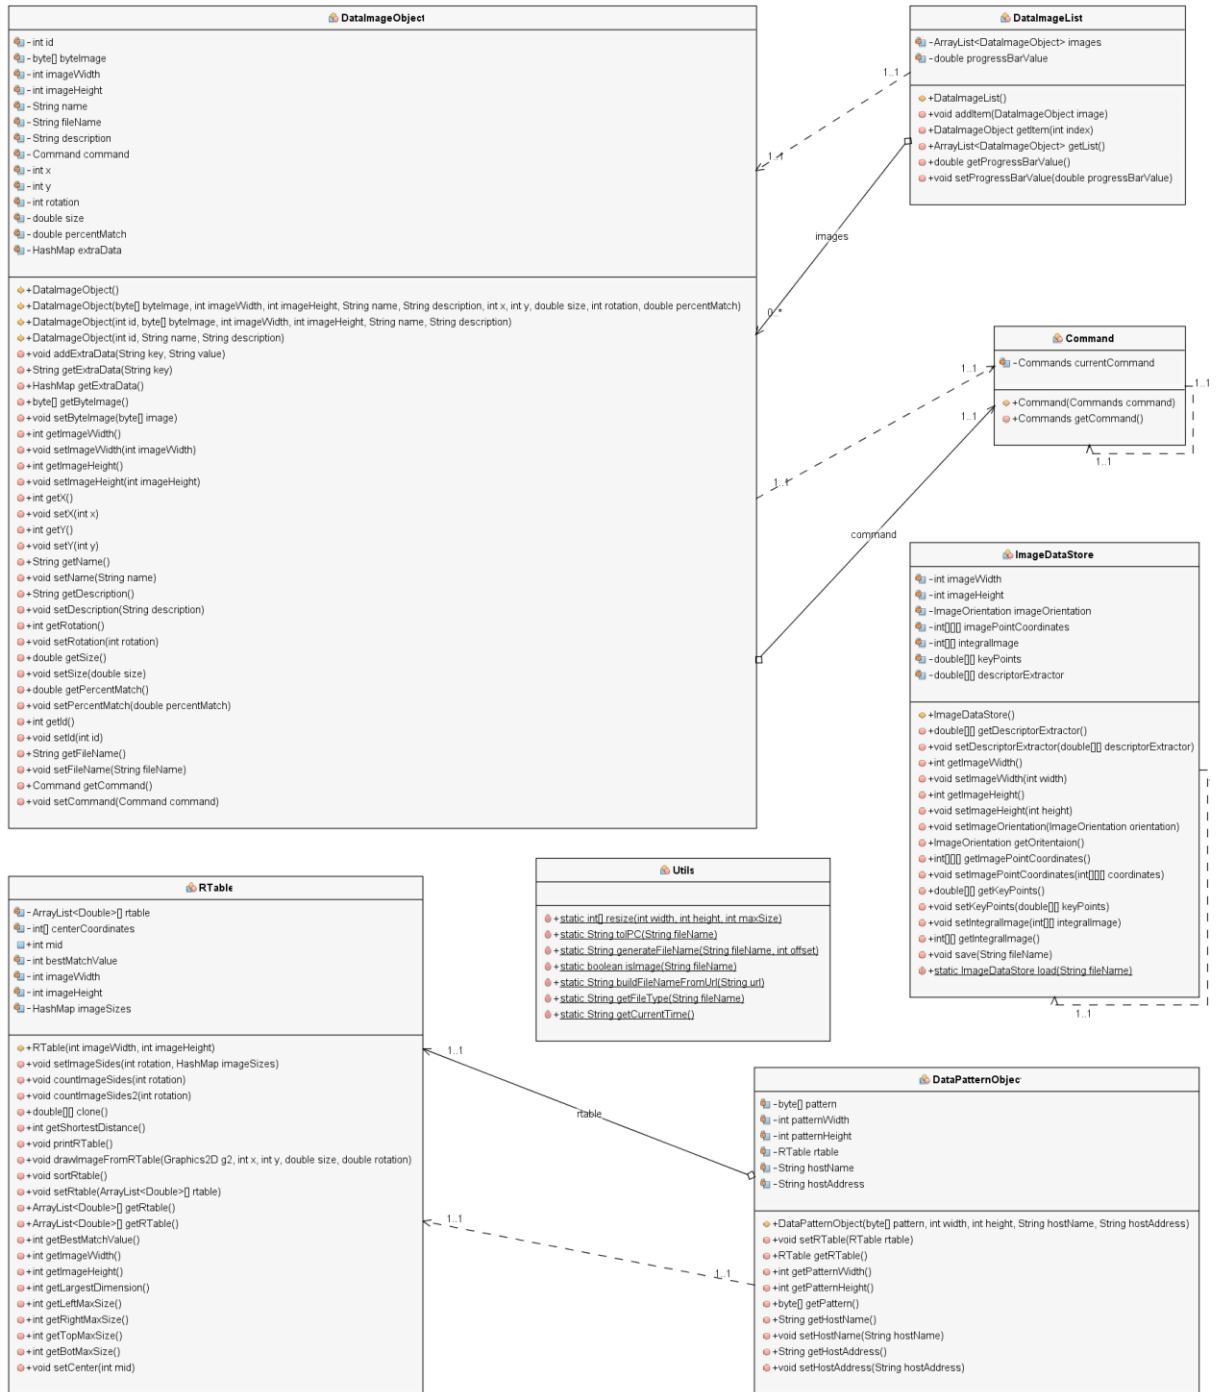 DataImageObject
- int id
- byte[] byteImage
- int imageWidth
- int imageHeight
- String name
- String fileName
- String description
- Command command
- int x
- int y
- int rotation
- double size
- double percentMatch
- HashMap extraData
+DataImageObject()
+DataImageObject(byte[] byteImage, int imageWidth, int imageHeight, String name, String description, int x, int y, double size, int rotation, double percentMatch)
+DataImageObject(int id, byte[] byteImage, int imageWidth, int imageHeight, String name, String description)
+DataImageObject(int id, String name, String description)
+void addExtraData(String key, String value)
+String getExtraData(String key)
+HashMap getExtraData()
+byte[] getByteImage()
+void setByteImage(byte[] image)
+int getImageWidth()
+void setImageWidth(int imageWidth)
+int getImageHeight()
+void setImageHeight(int imageHeight)
+int getX()
+void setX(int x)
+int getY()
+void setY(int y)
+String getName()
+void setName(String name)
+String getDescription()
+void setDescription(String description)
+int getRotation()
+void setRotation(int rotation)
+double getSize()
+void setSize(double size)
+double getPercentMatch()
+void setPercentMatch(double percentMatch)
+int getId()
+void setId(int id)
+String getFileName()
+void setFileName(String fileName)
+Command getCommand()
+void setCommand(Command command)
DataImageList
-ArrayList<DataImageObject> images
-double progressBarValue
+DataImageList()
+void addItem(DataImageObject image)
+DataImageObject getItem(int index)
+ArrayList<DataImageObject> getList()
+double getProgressBarValue()
+void setProgressBarValue(double progressBarValue)
1..1
1..1
images
0..*
Command
-Commands currentCommand
+Command(Commands command)
+Commands getCommand()
1..1
1..1
1..1
1..1
1..1
command
ImageDataStore
-int imageWidth
-int imageHeight
-ImageOrientation imageOrientation
-int[][][] imagePointCoordinates
-int[][] integralImage
-double[][] keyPoints
-double[][] descriptorExtractor
+ImageDataStore()
+double[][] getDescriptorExtractor()
+void setDescriptorExtractor(double[][] descriptorExtractor)
+int getImageWidth()
+void setImageWidth(int width)
+int getImageHeight()
+void setImageHeight(int height)
+void setImageOrientation(ImageOrientation orientation)
+ImageOrientation getOritentaion()
+int[][][] getImagePointCoordinates()
+void setImagePointCoordinates(int[][][] coordinates)
+double[][] getKeyPoints()
+void setKeyPoints(double[][] keyPoints)
+void setIntegralImage(int[][] integralImage)
+int[][] getIntegralImage()
+void save(String fileName)
+static ImageDataStore load(String fileName)
1..1
RTable
-ArrayList<Double>[] rtable
-int[] centerCoordinates
+int mid
-int bestMatchValue
-int imageWidth
-int imageHeight
-HashMap imageSizes
+RTable(int imageWidth, int imageHeight)
+void setImageSides(int rotation, HashMap imageSizes)
+void countImageSides(int rotation)
+void countImageSides2(int rotation)
+double[][] clone()
+int getShortestDistance()
+void printRTable()
+void drawImageFromRTable(Graphics2D g2, int x, int y, double size, double rotation)
+void sortRtable()
+void setRtable(ArrayList<Double>[] rtable)
+ArrayList<Double>[] getRtable()
+ArrayList<Double>[] getRTable()
+int getBestMatchValue()
+int getImageWidth()
+int getImageHeight()
+int getLargestDimension()
+int getLeftMaxSize()
+int getRightMaxSize()
+int getTopMaxSize()
+int getBotMaxSize()
+void setCenter(int mid)
Utils
+static int[] resize(int width, int height, int maxSize)
+static String toIPC(String fileName)
+static String generateFileName(String fileName, int offset)
+static boolean isImage(String fileName)
+static String buildFileNameFromUrl(String url)
+static String getFileType(String fileName)
+static String getCurrentTime()
1..1
rtable
1..1
1..1
DataPatternObjec
-byte[] pattern
-int patternWidth
-int patternHeight
-RTable rtable
-String hostName
-String hostAddress
+DataPatternObject(byte[] pattern, int width, int height, String hostName, String hostAddress)
+void setRTable(RTable rtable)
+RTable getRTable()
+int getPatternWidth()
+int getPatternHeight()
+byte[] getPattern()
+String getHostName()
+void setHostName(String hostName)
+String getHostAddress()
+void setHostAddress(String hostAddress)